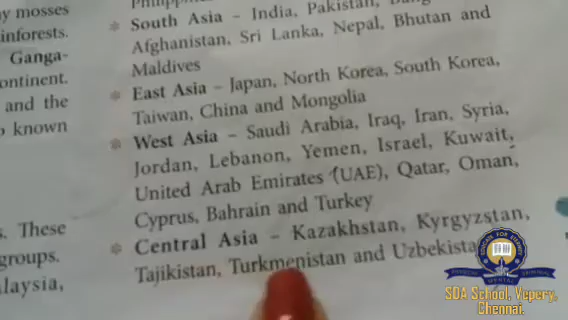 y mosses
inforests.
Ganga-
ontinent.
and the
known
s. These
groups.
alaysia,
South Asia – India, Pakistan,
Afghanistan, Sri Lanka, Nepal, Bhutan and
Maldives
East Asia – Japan, North Korea, South Korea,
Taiwan, China and Mongolia
West Asia – Saudi Arabia, Iraq, Iran, Syria,
Jordan, Lebanon, Yemen, Israel, Kuwait,
United Arab Emirates (UAE), Qatar, Oman,
Cyprus, Bahrain and Turkey
Central Asia – Kazakhstan, Kyrgyzstan,
Tajikistan, Turkmenistan and Uzbekista
SDA School, Vepery,
Chennai.